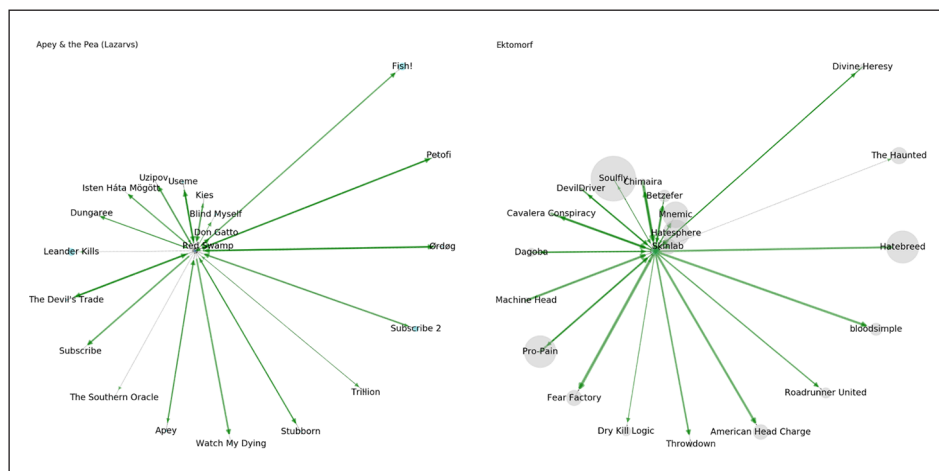 Apey & the Pea (Lazarvs)
Fish!
Petofi
Uzipov
Useme
Isten Háta Mögött
Kies
Dungaree
Blind Myself
Don Gatto
Red Swamp
Leander Kills
Ørdøg
The Devil's Trade
Subscribe 2
Subscribe
Trillion
The Southern Oracle
Apey
Stubborn
Watch My Dying
Ektomorf
Divine Heresy
The Haunted
Soulfly
Chimaira
DevilDriver
Betzefer
Cavalera Conspiracy
Mnemic
Hatesphere
Skinlab
Dagoba
Hatebreed
Machine Head
bloodsimple
Pro-Pain
Roadrunner United
Fear Factory
Dry Kill Logic
American Head Charge
Throwdown